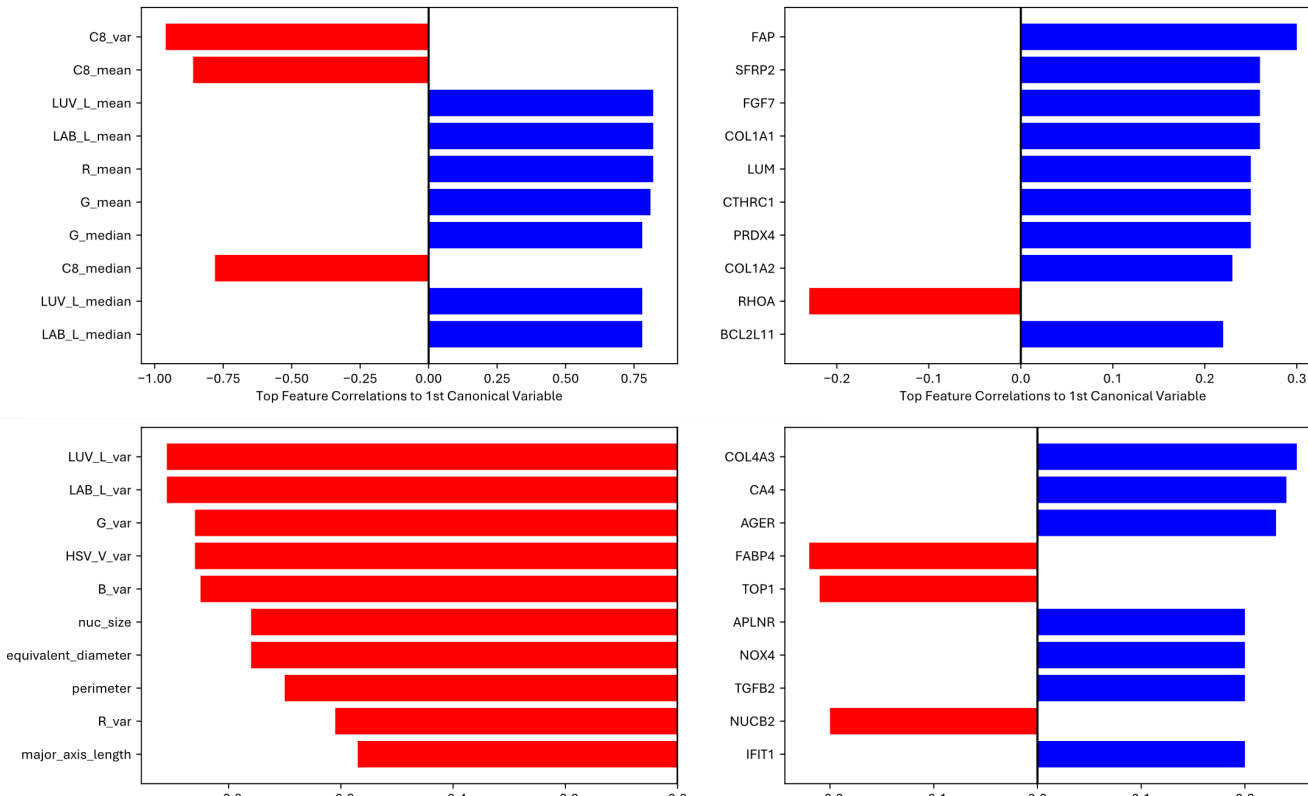 C8_var
C8_mean
LUV_L_mean
LAB_L_mean
R_mean
G_mean
G_median
C8_median
LUV_L_median
LAB_L_median
−1.00 −0.75 −0.50 −0.25 0.00 0.25 0.50 0.75
Top Feature Correlations to 1st Canonical Variable
FAP
SFRP2
FGF7
COL1A1
LUM
CTHRC1
PRDX4
COL1A2
RHOA
BCL2L11
−0.2 −0.1 0.0 0.1 0.2 0.3
Top Feature Correlations to 1st Canonical Variable
LUV_L_var
LAB_L_var
G_var
HSV_V_var
B_var
nuc_size
equivalent_diameter
perimeter
R_var
major_axis_length
COL4A3
CA4
AGER
FABP4
TOP1
APLNR
NOX4
TGFB2
NUCB2
IFIT1